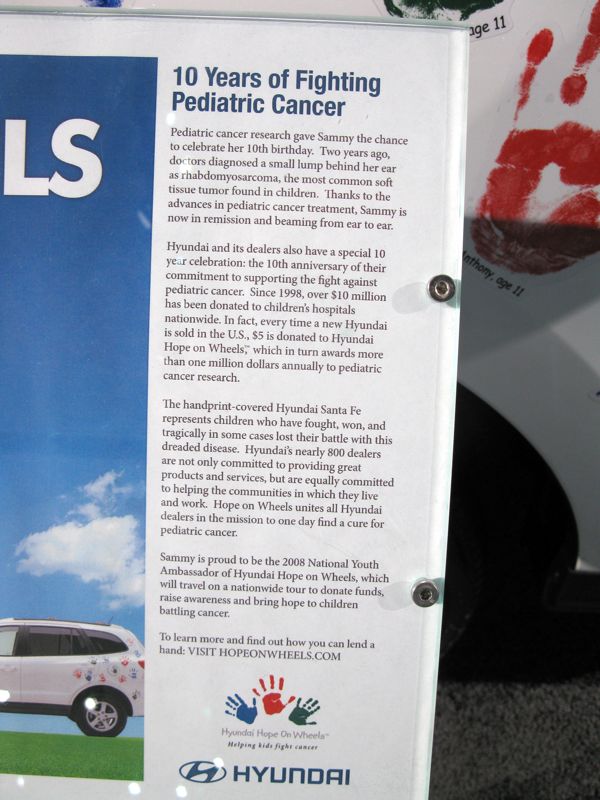 age 11
LS
10 Years of Fighting
Pediatric Cancer
Pediatric cancer research gave Sammy the chance
to celebrate her 10th birthday. Two years ago,
doctors diagnosed a small lump behind her ear
as rhabdomyosarcoma, the most common soft
tissue tumor found in children. Thanks to the
advances in pediatric cancer treatment, Sammy is
now in remission and beaming from ear to ear.
Hyundai and its dealers also have a special 10
year celebration: the 10th anniversary of their
commitment to supporting the fight against
pediatric cancer. Since 1998, over $10 million
has been donated to children's hospitals
nationwide. In fact, every time a new Hyundai
is sold in the U.S., $5 is donated to Hyundai
Hope on Wheels,™ which in turn awards more
than one million dollars annually to pediatric
cancer research.
Anthony, age 11
The handprint-covered Hyundai Santa Fe
represents children who have fought, won, and
tragically in some cases lost their battle with this
dreaded disease. Hyundai's nearly 800 dealers
are not only committed to providing great
products and services, but are equally committed
to helping the communities in which they live
and work. Hope on Wheels unites all Hyundai
dealers in the mission to one day find a cure for
pediatric cancer.
Sammy is proud to be the 2008 National Youth
Ambassador of Hyundai Hope on Wheels, which
will travel on a nationwide tour to donate funds,
raise awareness and bring hope to children
battling cancer.
To learn more and find out how you can lend a
hand: VISIT HOPEONWHEELS.COM
Hyundai Hope On Wheels™
Helping kids fight cancer
HYUNDAI